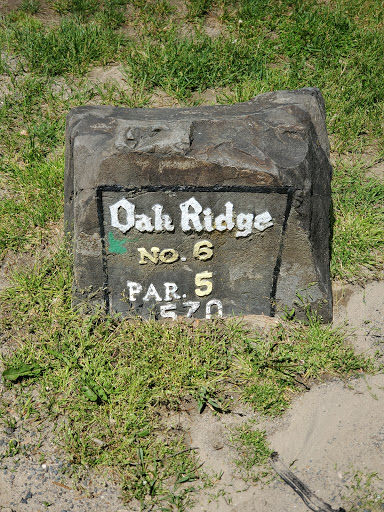 Oak Ridge
No. 6
PAR. 5
570